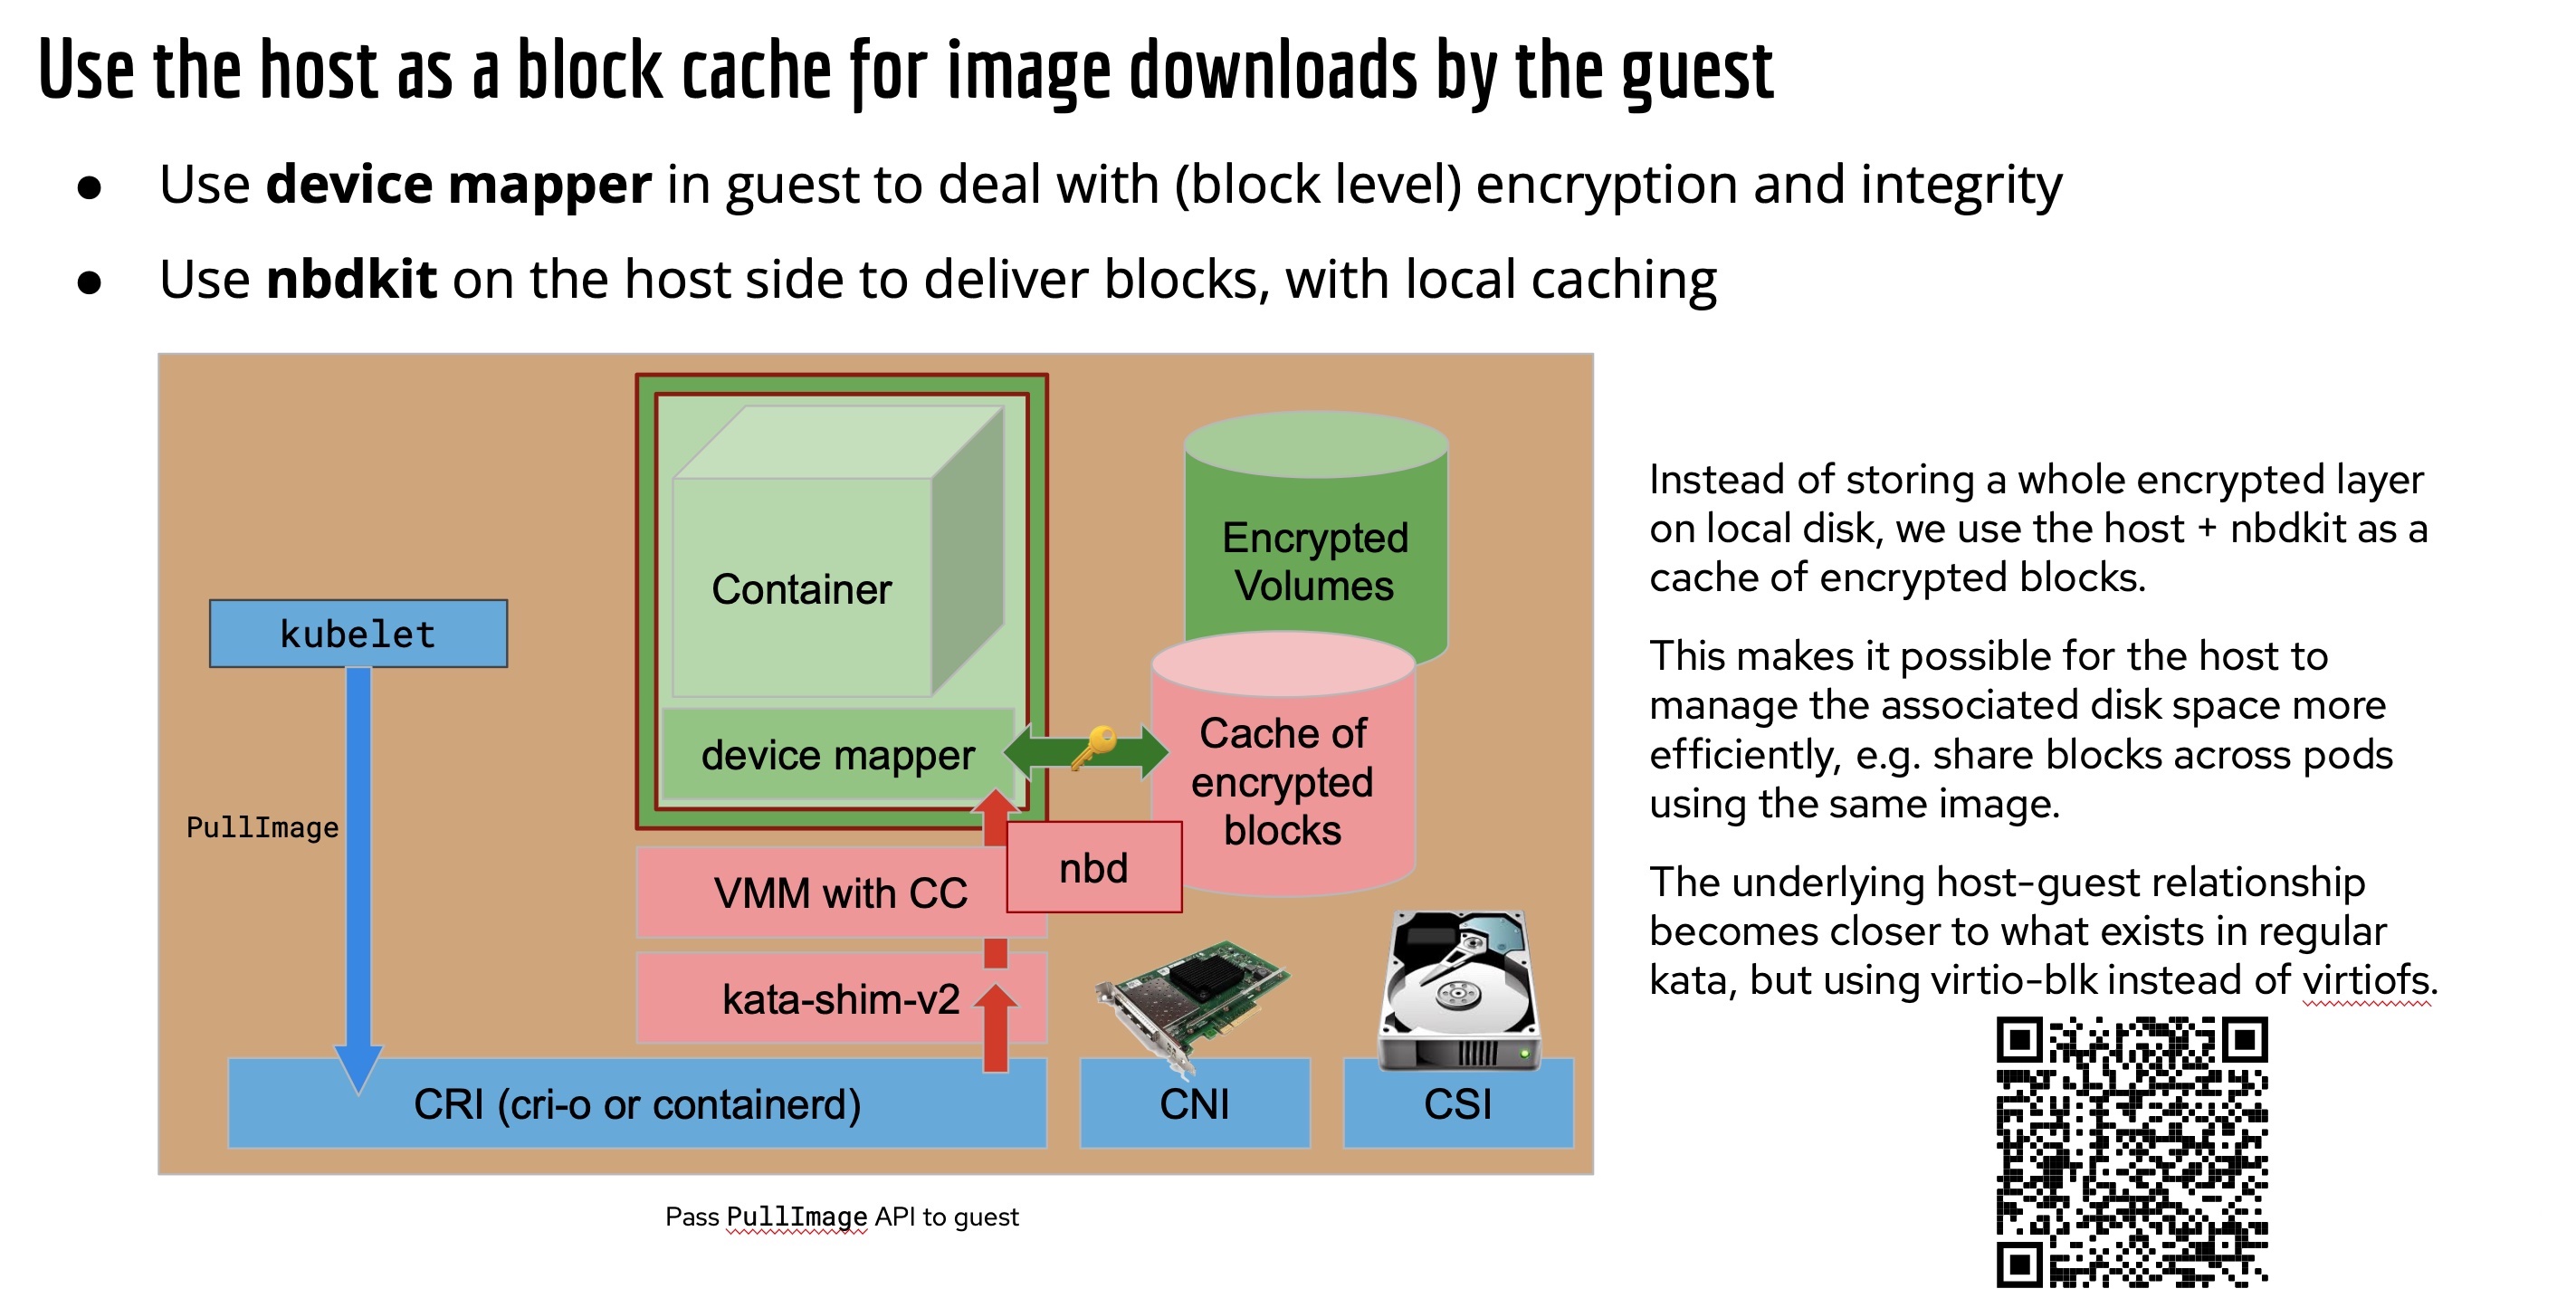 Use the host as a block cache for image downloads by the guest
● Use device mapper in guest to deal with (block level) encryption and integrity
● Use nbdkit on the host side to deliver blocks, with local caching
Container
Encrypted
Volumes
kubelet
device mapper
Cache of
encrypted
blocks
PullImage
nbd
VMM with CC
kata-shim-v2
CRI (cri-o or containerd)
CNI
CSI
Pass PullImage API to guest
Instead of storing a whole encrypted layer
on local disk, we use the host + nbdkit as a
cache of encrypted blocks.
This makes it possible for the host to
manage the associated disk space more
efficiently, e.g. share blocks across pods
using the same image.
The underlying host-guest relationship
becomes closer to what exists in regular
kata, but using virtio-blk instead of virtiofs.